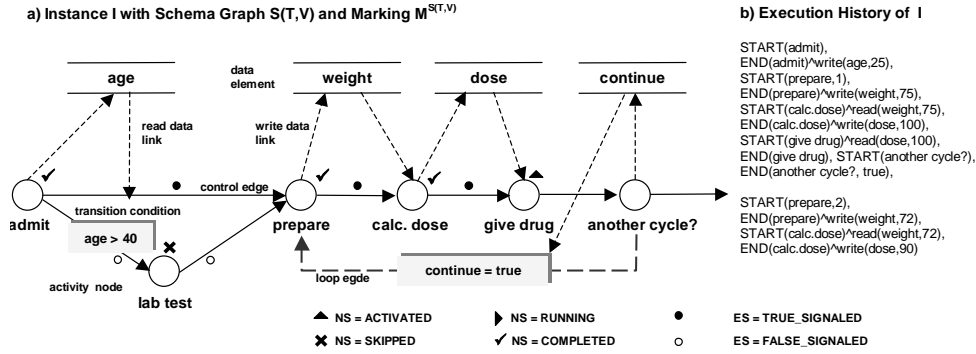 a) Instance I with Schema Graph S(T,V) and Marking M^S(T,V)
age
data
element
weight
dose
continue
read data
link
write data
link
control edge
transition condition
admit
age > 40
prepare
calc. dose
give drug
another cycle?
continue = true
loop egde
activity node
lab test
NS = ACTIVATED
NS = RUNNING
ES = TRUE_SIGNALED
NS = SKIPPED
NS = COMPLETED
ES = FALSE_SIGNALED
b) Execution History of I
START(admit),
END(admit)^write(age,25),
START(prepare,1),
END(prepare)^write(weight,75),
START(calc.dose)^read(weight,75),
END(calc.dose)^write(dose,100),
START(give drug)^read(dose,100),
END(give drug), START(another cycle?),
END(another cycle?, true),
START(prepare,2),
END(prepare)^write(weight,72),
START(calc.dose)^read(weight,72),
END(calc.dose)^write(dose,90)